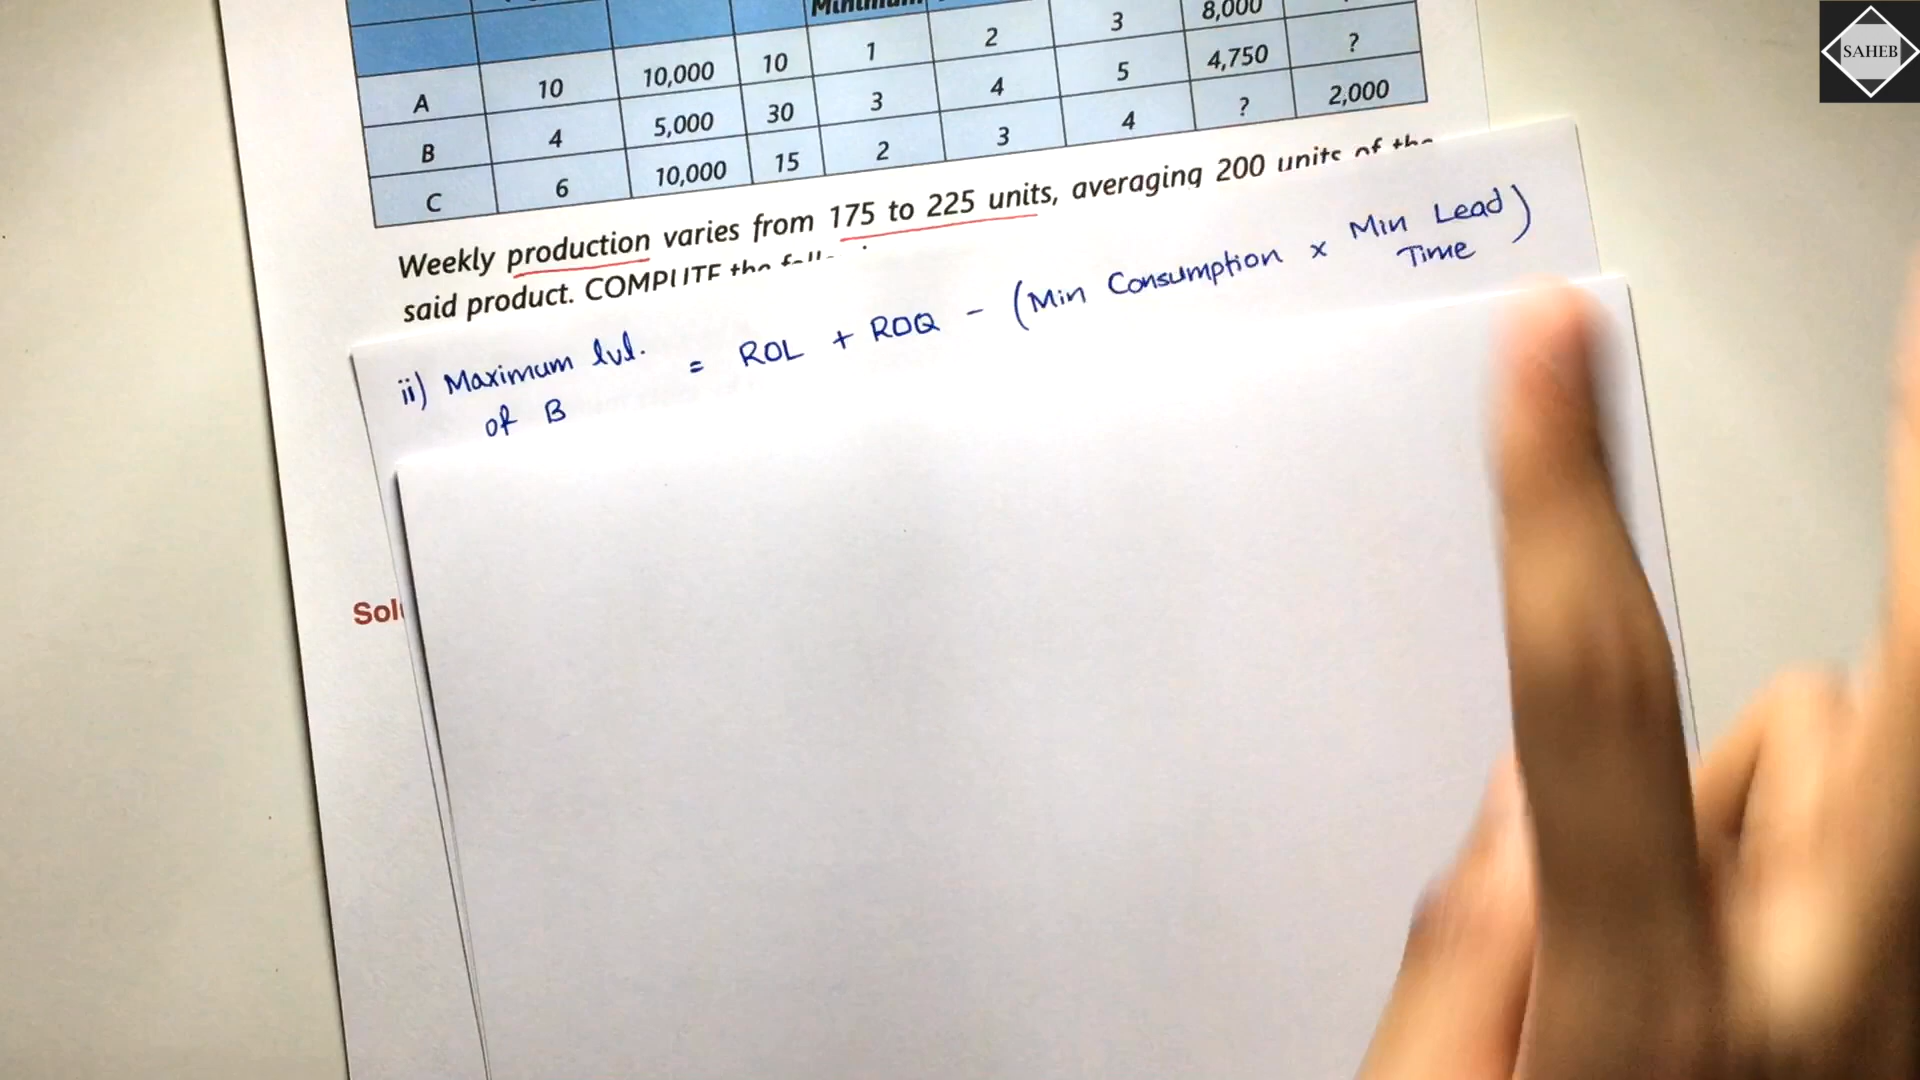 SAHEB
8,000
A 10 10,000 10 1 2 3 4,750 ?
B 4 5,000 30 3 4 5 ? 2,000
C 6 10,000 15 2 3 4
Weekly production varies from 175 to 225 units, averaging 200 units of the
said product. COMPUTE the
ii) Maximum lvl. = ROL + ROQ - (Min Consumption x Min Lead Time)
of B